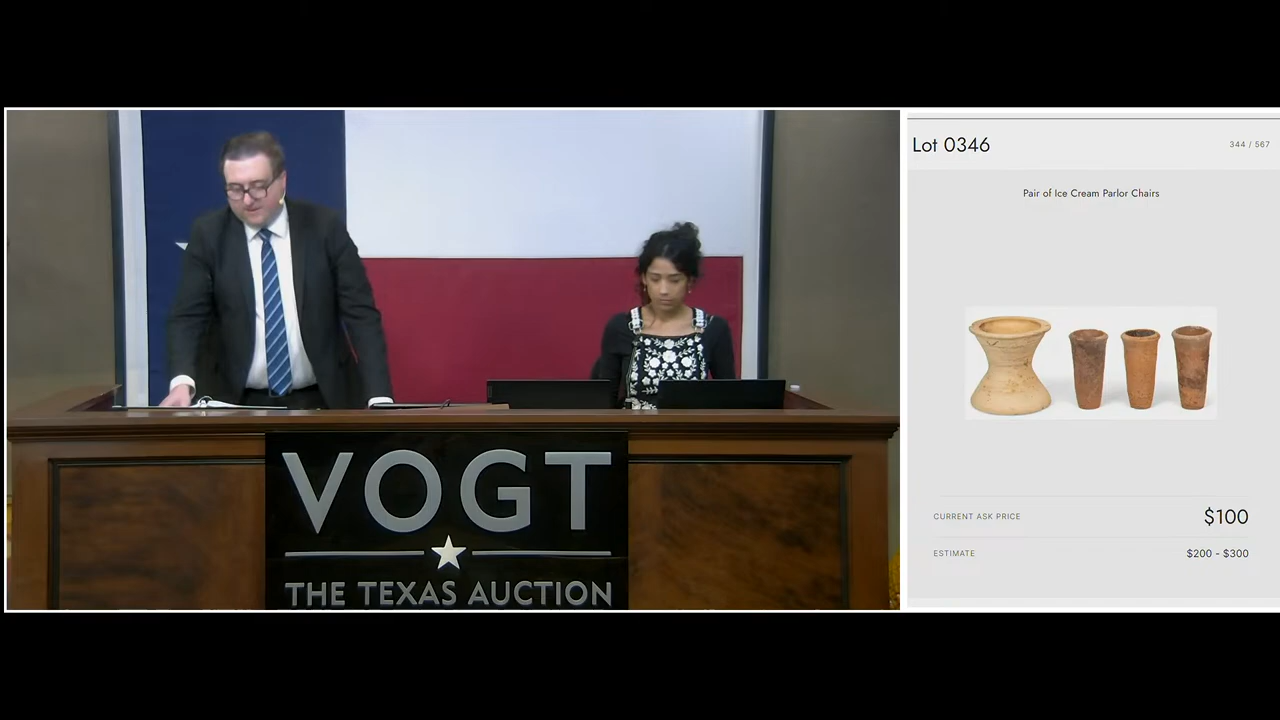 Lot 0346
344 / 567
Pair of Ice Cream Parlor Chairs
CURRENT ASK PRICE
$100
ESTIMATE
$200 - $300
VOGT
THE TEXAS AUCTION